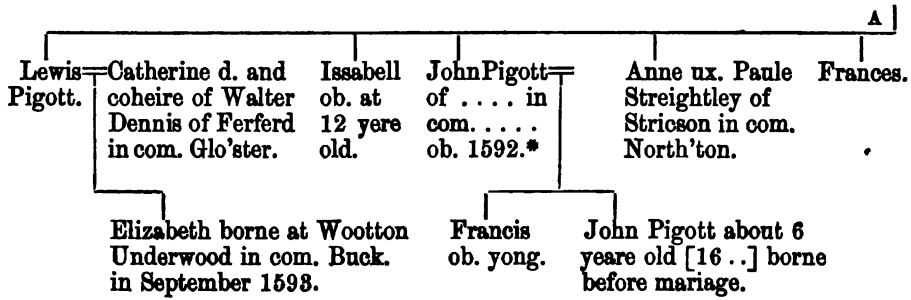 A
Lewis=Catherine d. and Issabell JohnPigott= Anne ux. Paule Frances.
Pigott. coheire of Walter ob. at of .... in Streightley of
Dennis of Ferferd 12 yere com..... Stricson in com.
in com. Glo'ster. old. ob. 1592.* North'ton.
Elizabeth borne at Wootton Francis John Pigott about 6
Underwood in com. Buck. ob. yong. yeare old [16 ..] borne
in September 1593. before mariage.